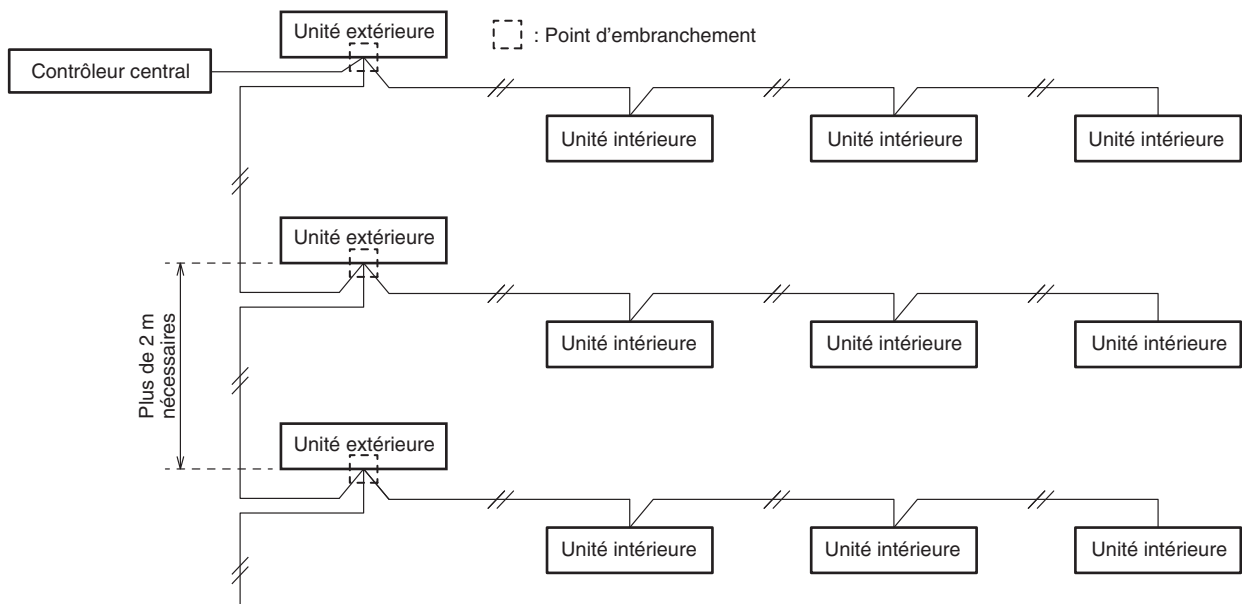 Unité extérieure
: Point d'embranchement
Contrôleur central
Unité intérieure
Unité intérieure
Unité intérieure
Unité extérieure
Unité intérieure
Unité intérieure
Unité intérieure
Plus de 2 m
nécessaires
Unité extérieure
Unité intérieure
Unité intérieure
Unité intérieure